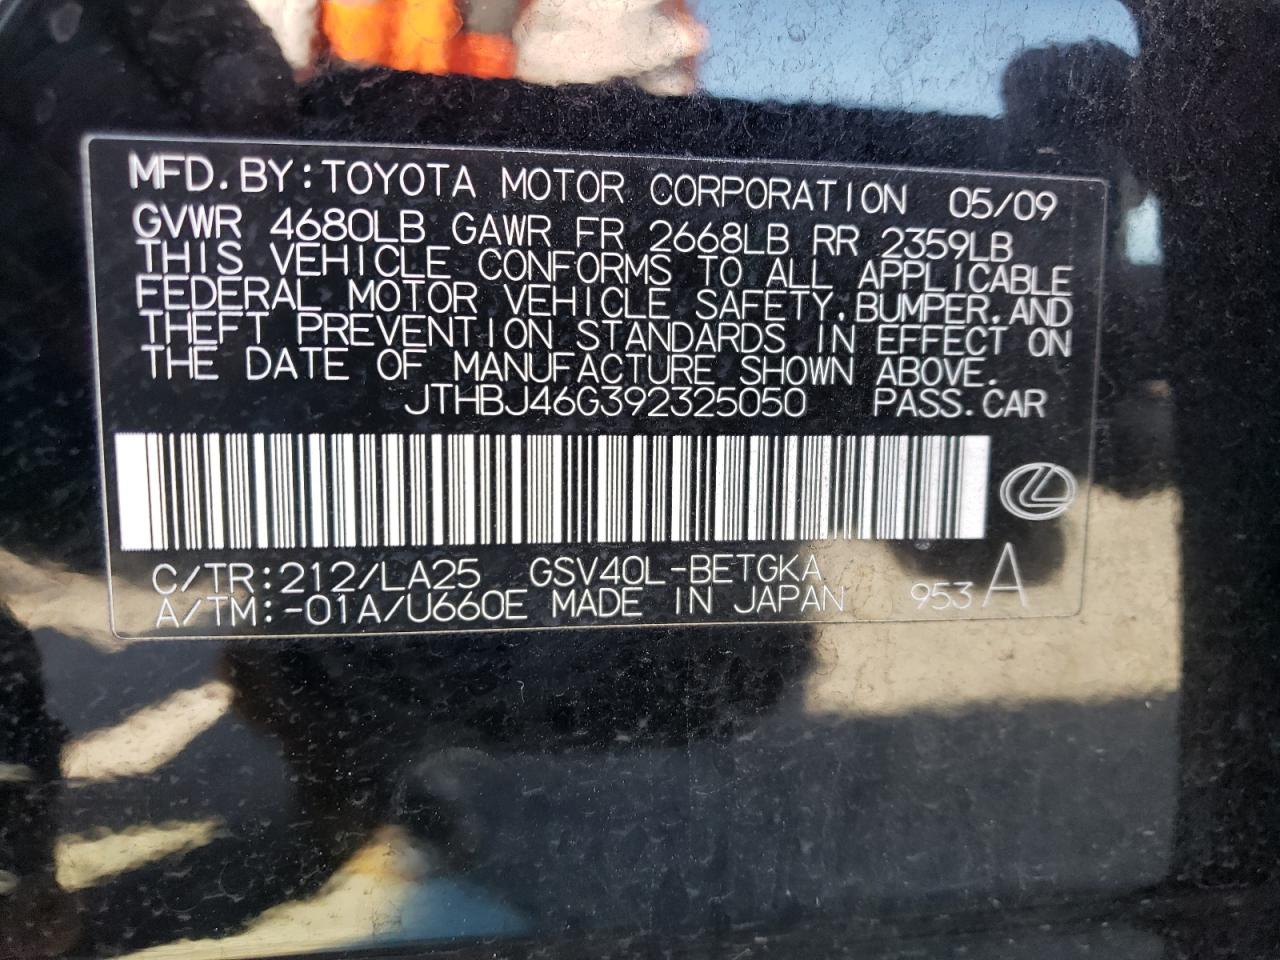 MFD.BY:TOYOTA MOTOR CORPORATION 05/09
GVWR 4680LB GAWR FR 2668LB RR 2359LB
THIS VEHICLE CONFORMS TO ALL APPLICABLE
FEDERAL MOTOR VEHICLE SAFETY,BUMPER,AND
THEFT PREVENTION STANDARDS IN EFFECT ON
THE DATE OF MANUFACTURE SHOWN ABOVE.
JTHBJ46G392325050 PASS.CAR
C/TR:212/LA25 GSV40L-BETGKA
A/TM:-01A/U660E MADE IN JAPAN 953 A